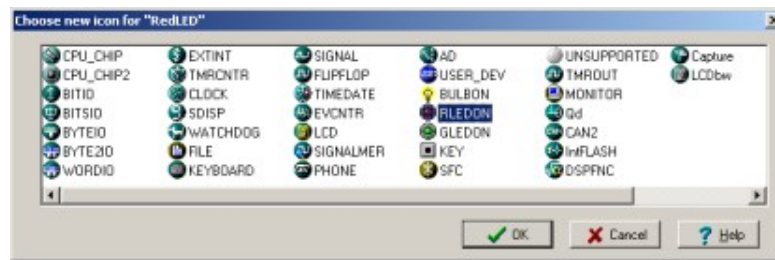 Choose new icon for "RedLED"
CPU_CHIP EXTINT SIGNAL AD UNSUPPORTED Capture
CPU_CHIP2 TMRCNTR FLIPFLOP USER_DEV TMROUT LCDbw
BITIO CLOCK TIMEDATE BULBON MONITOR
BITSIO SDISP EVCNTR RLEDON Qd
BYTEIO WATCHDOG LCD GLEDON CAN2
BYTE2IO FILE SIGNALMER KEY IntFLASH
WORDIO KEYBOARD PHONE SFC DSPFNC
OK Cancel Help